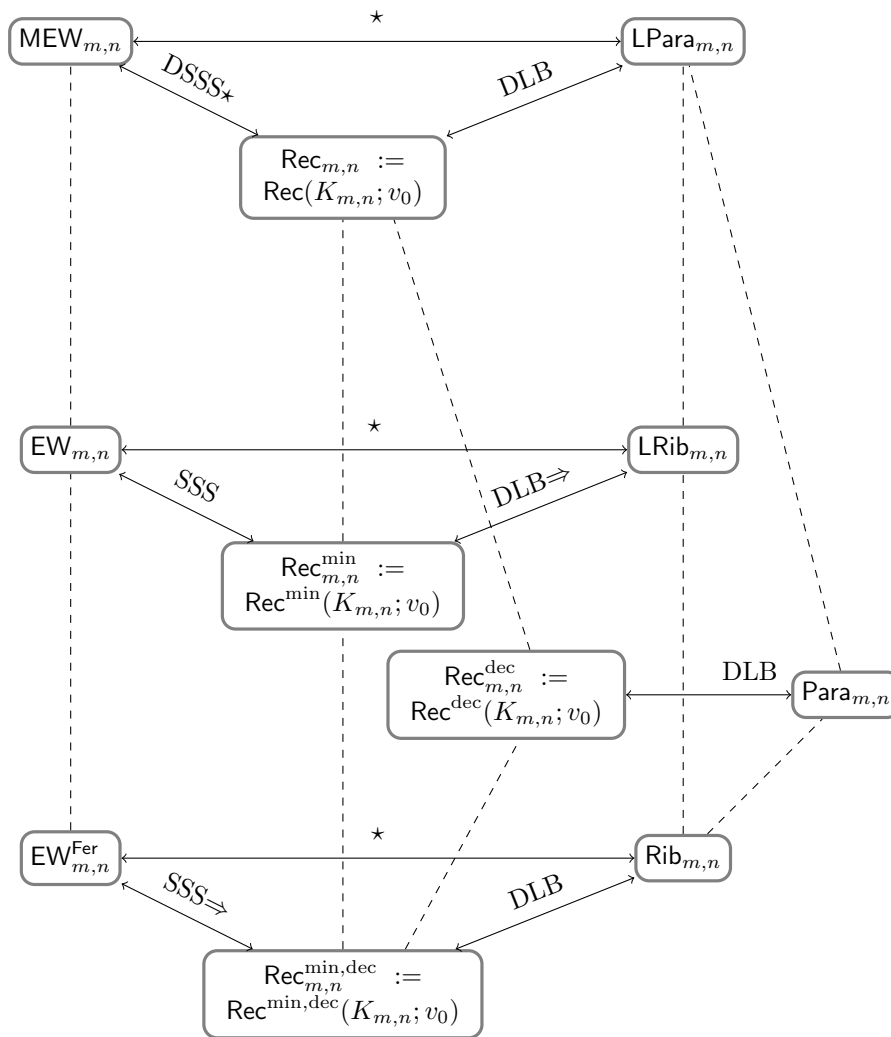 ⋆
MEW_{m,n}
LPara_{m,n}
DSSS⋆
DLB
Rec_{m,n} :=
Rec(K_{m,n}; v_0)
⋆
EW_{m,n}
LRib_{m,n}
SSS
DLB⇒
Rec^{min}_{m,n} :=
Rec^{min}(K_{m,n}; v_0)
Rec^{dec}_{m,n} :=
Rec^{dec}(K_{m,n}; v_0)
DLB
Para_{m,n}
⋆
EW^{Fer}_{m,n}
Rib_{m,n}
SSS⇒
DLB
Rec^{min,dec}_{m,n} :=
Rec^{min,dec}(K_{m,n}; v_0)